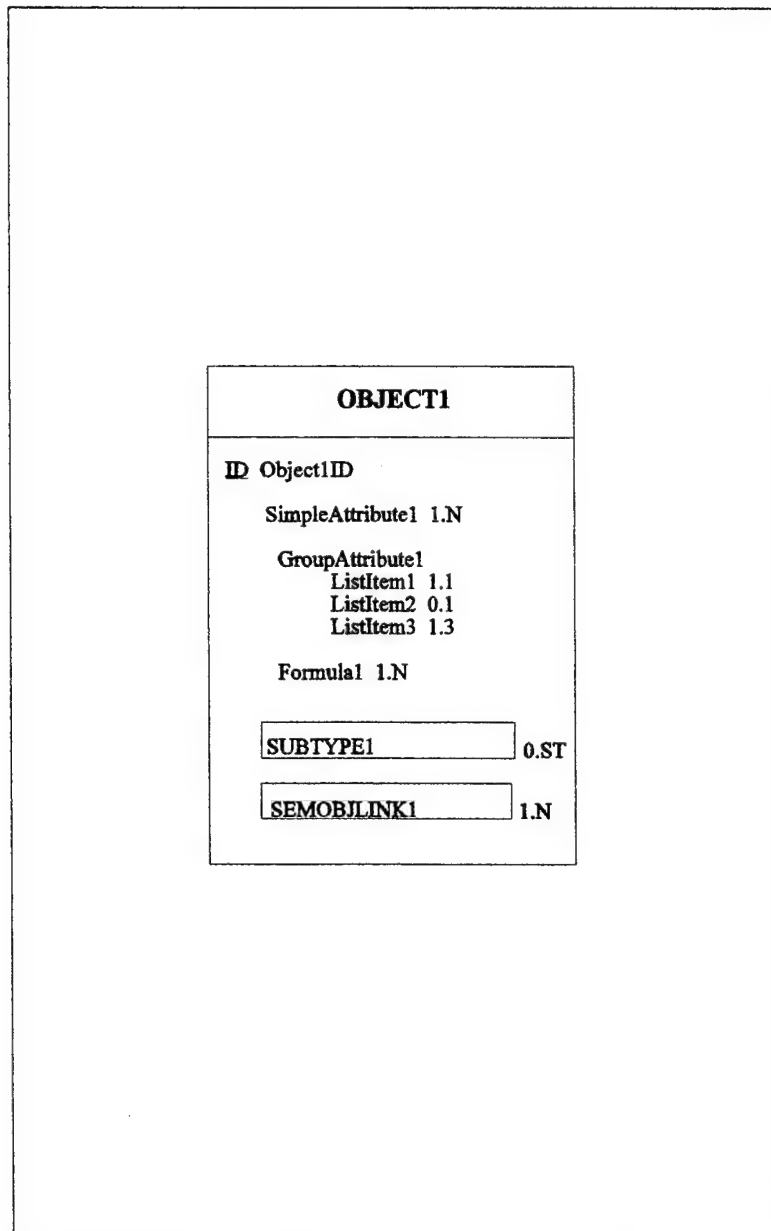 OBJECT1
ID Object1ID
SimpleAttribute1 1.N
GroupAttribute1
ListItem1 1.1
ListItem2 0.1
ListItem3 1.3
Formula1 1.N
SUBTYPE1 0.ST
SEMOBJLINK1 1.N